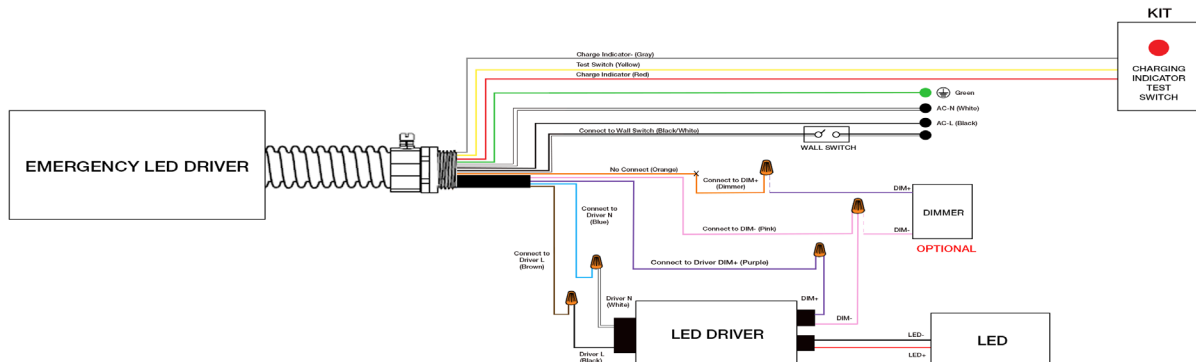 KIT
CHARGING
INDICATOR
TEST
SWITCH
Charge Indicator- (Gray)
Test Switch (Yellow)
Charge Indicator (Red)
Green
AC-N (White)
AC-L (Black)
Connect to Wall Switch (Black/White)
WALL SWITCH
EMERGENCY LED DRIVER
No Connect (Orange)
Connect to DIM+
(Dimmer)
DIM+
DIMMER
DIM-
OPTIONAL
Connect to
Driver N
(Blue)
Connect to DIM- (Pink)
Connect to
Driver L
(Brown)
Connect to Driver DIM+ (Purple)
Driver N
(White)
DIM+
DIM-
LED DRIVER
LED-
LED+
LED
Driver L
(Black)